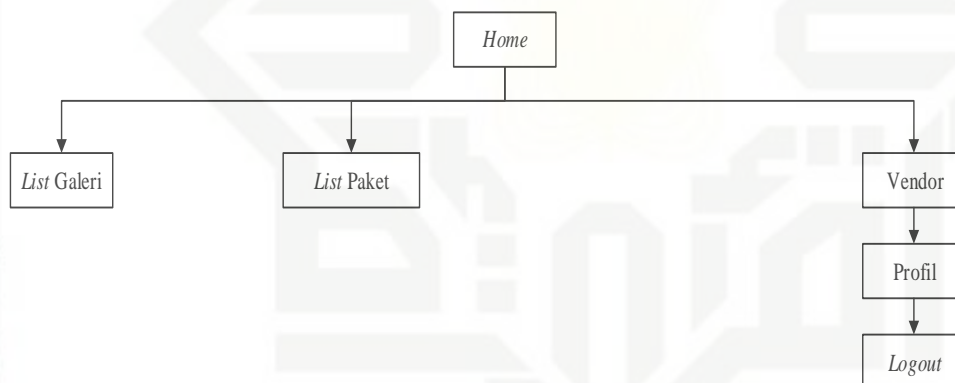 Home
List Galeri
List Paket
Vendor
Profil
Logout